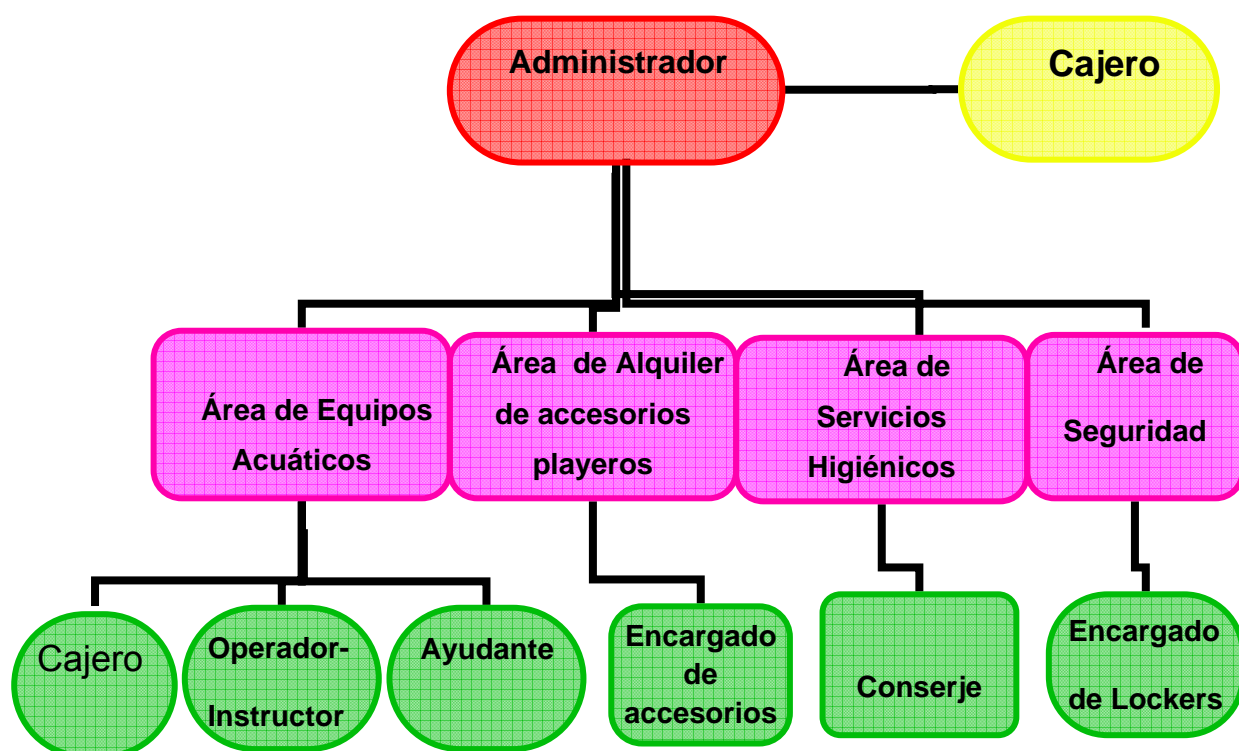 Administrador
Cajero
Área de Equipos
Acuáticos
Área de Alquiler
de accesorios
playeros
Área de
Servicios
Higiénicos
Área de
Seguridad
Cajero
Operador-
Instructor
Ayudante
Encargado
de
accesorios
Conserje
Encargado
de Lockers